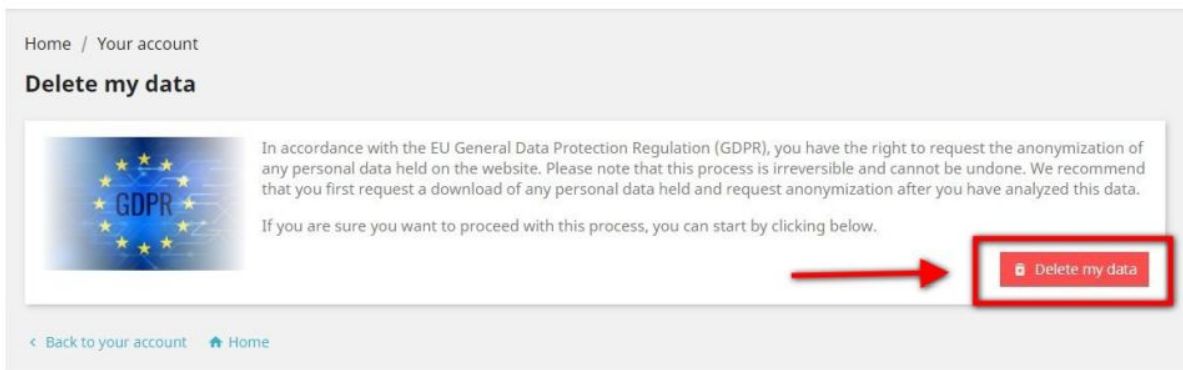 Home / Your account
Delete my data
GDPR
In accordance with the EU General Data Protection Regulation (GDPR), you have the right to request the anonymization of
any personal data held on the website. Please note that this process is irreversible and cannot be undone. We recommend
that you first request a download of any personal data held and request anonymization after you have analyzed this data.
If you are sure you want to proceed with this process, you can start by clicking below.
Delete my data
< Back to your account Home